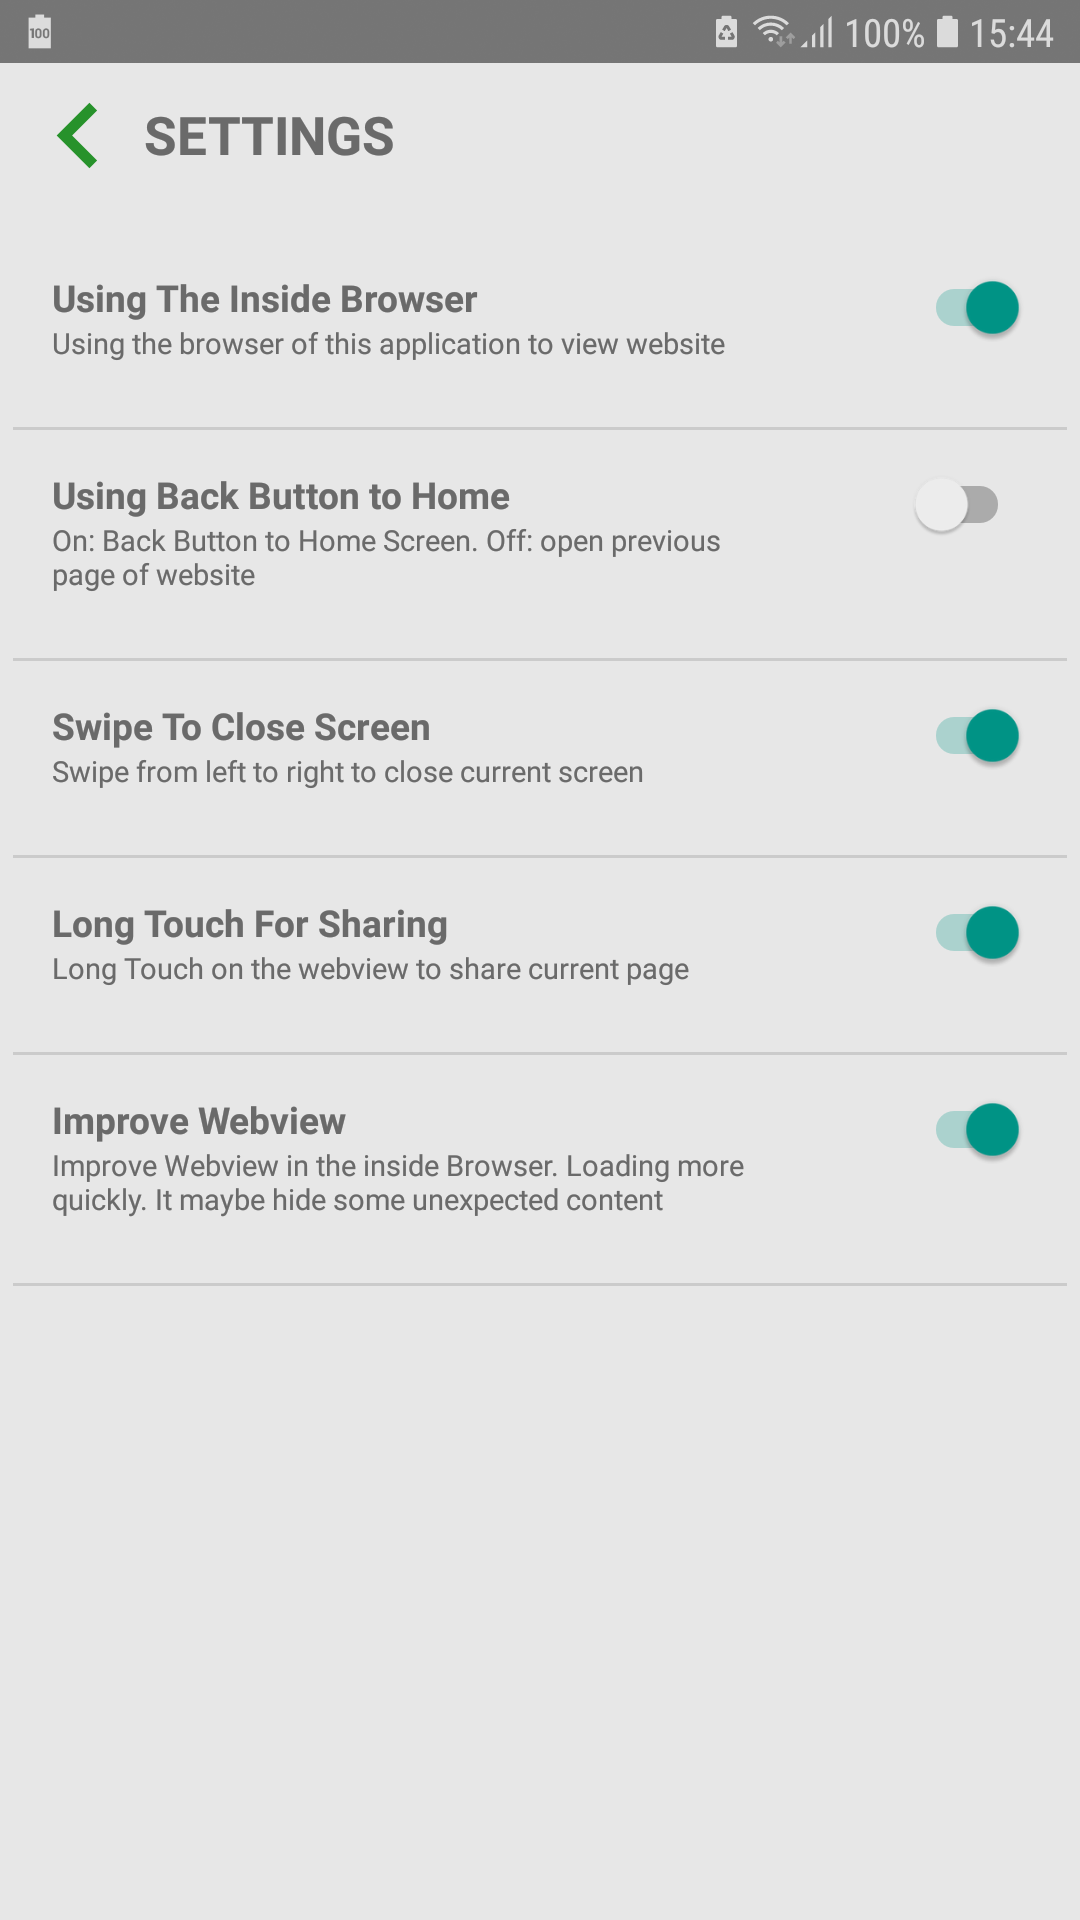 100
100% 15:44
SETTINGS
Using The Inside Browser
Using the browser of this application to view website
Using Back Button to Home
On: Back Button to Home Screen. Off: open previous
page of website
Swipe To Close Screen
Swipe from left to right to close current screen
Long Touch For Sharing
Long Touch on the webview to share current page
Improve Webview
Improve Webview in the inside Browser. Loading more
quickly. It maybe hide some unexpected content